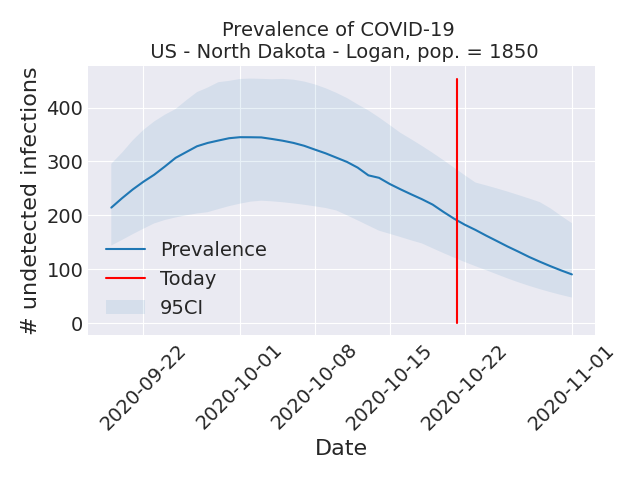 Prevalence of COVID-19
US - North Dakota - Logan, pop. = 1850
# undetected infections
400
300
200
100
0
Prevalence
Today
95CI
2020-09-22
2020-10-01
2020-10-08
2020-10-15
2020-10-22
2020-11-01
Date